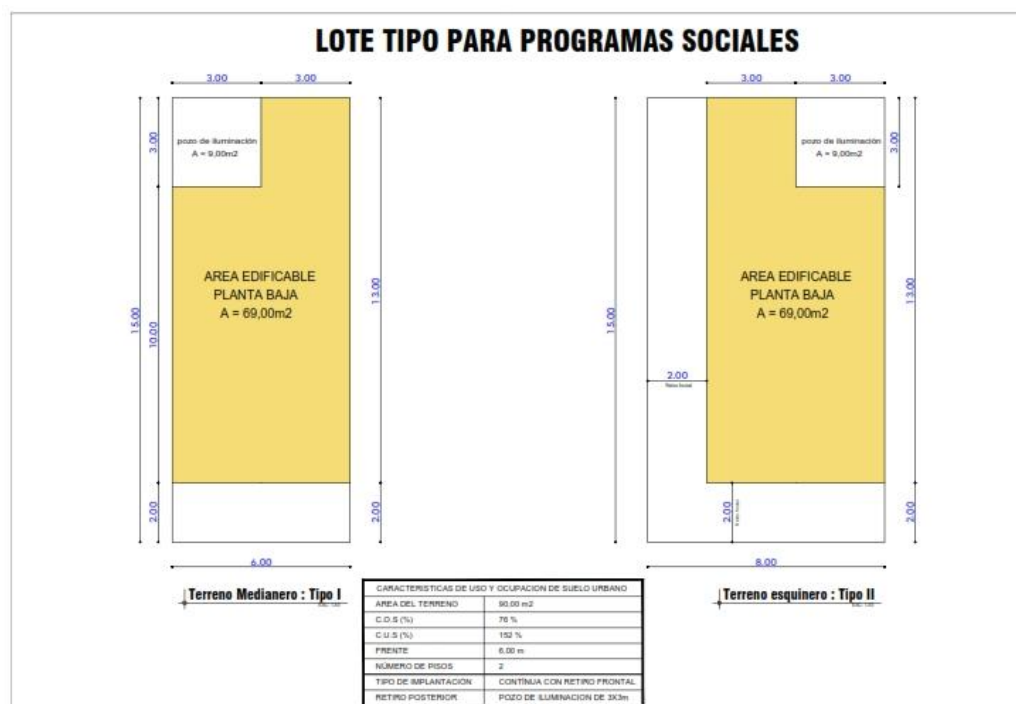 LOTE TIPO PARA PROGRAMAS SOCIALES
3.00 3.00
3.00 3.00
15.00
3.00
10.00
2.00
pozo de iluminación
A = 9,00m2
AREA EDIFICABLE
PLANTA BAJA
A = 69,00m2
13.00
2.00
6.00
15.00
2.00
pozo de iluminación
A = 9,00m2
3.00
AREA EDIFICABLE
PLANTA BAJA
A = 69,00m2
13.00
2.00
2.00
8.00
Terreno Medianero : Tipo I
Terreno esquinero : Tipo II
CARACTERISTICAS DE USO Y OCUPACION DE SUELO URBANO
AREA DEL TERRENO 90,00 m2
C.O.S (%) 76 %
C.U.S (%) 152 %
FRENTE 6.00 m
NÚMERO DE PISOS 2
TIPO DE IMPLANTACIÓN CONTÍNUA CON RETIRO FRONTAL
RETIRO POSTERIOR POZO DE ILUMINACION DE 3X3m